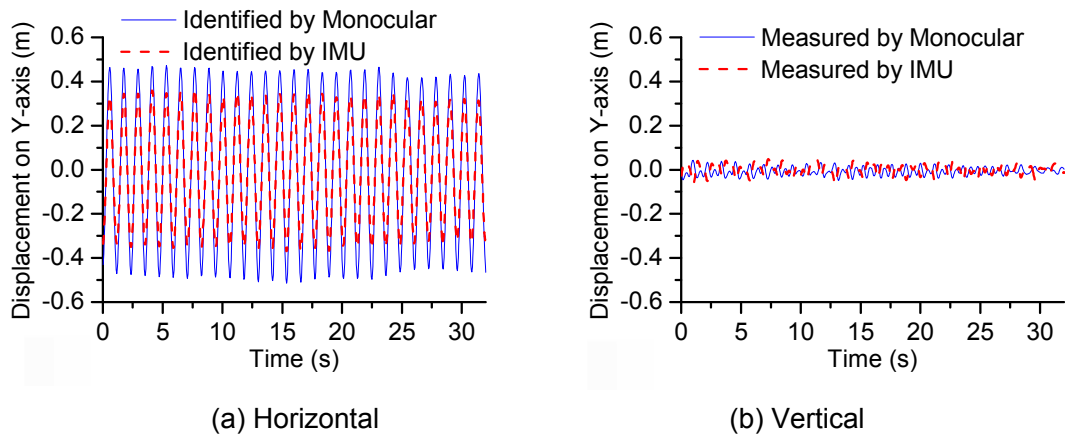 Identified by Monocular
Identified by IMU
0.6
0.4
0.2
0.0
-0.2
-0.4
-0.6
Displacement on Y-axis (m)
0 5 10 15 20 25 30
Time (s)
(a) Horizontal
Measured by Monocular
Measured by IMU
0.6
0.4
0.2
0.0
-0.2
-0.4
-0.6
Displacement on Y-axis (m)
0 5 10 15 20 25 30
Time (s)
(b) Vertical